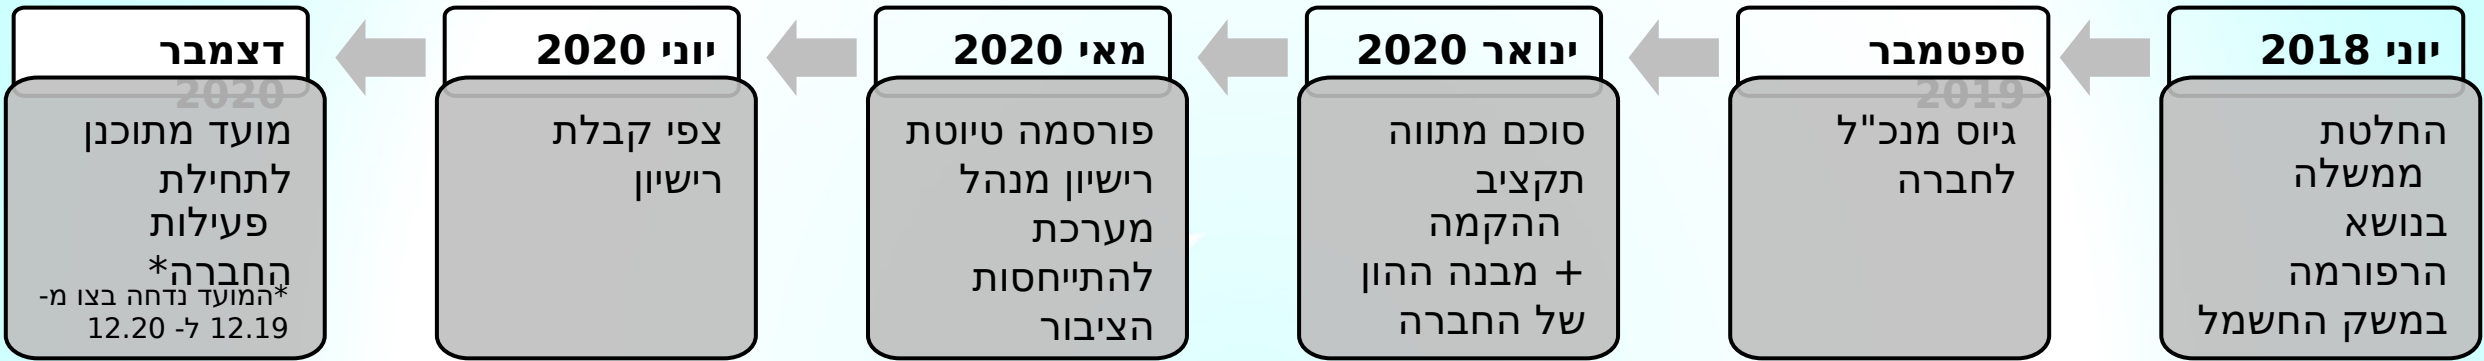 יוני 2018
החלטת
ממשלה
בנושא
הרפורמה
במשק החשמל
ספטמבר
2019
גיוס מנכ"ל
לחברה
ינואר 2020
סוכם מתווה
תקציב
ההקמה
+ מבנה ההון
של החברה
מאי 2020
פורסמה טיוטת
רישיון מנהל
מערכת
להתייחסות
הציבור
יוני 2020
צפי קבלת
רישיון
דצמבר
2020
מועד מתוכנן
לתחילת
פעילות
החברה*
*המועד נדחה בצו מ-
12.19 ל- 12.20